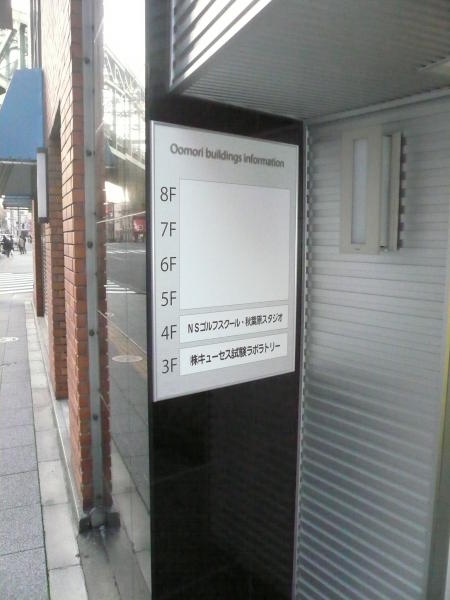 Oomori buildings information
8F
7F
6F
5F
4F NSゴルフスクール・秋葉原スタジオ
3F 株キューセス試験ラボラトリー